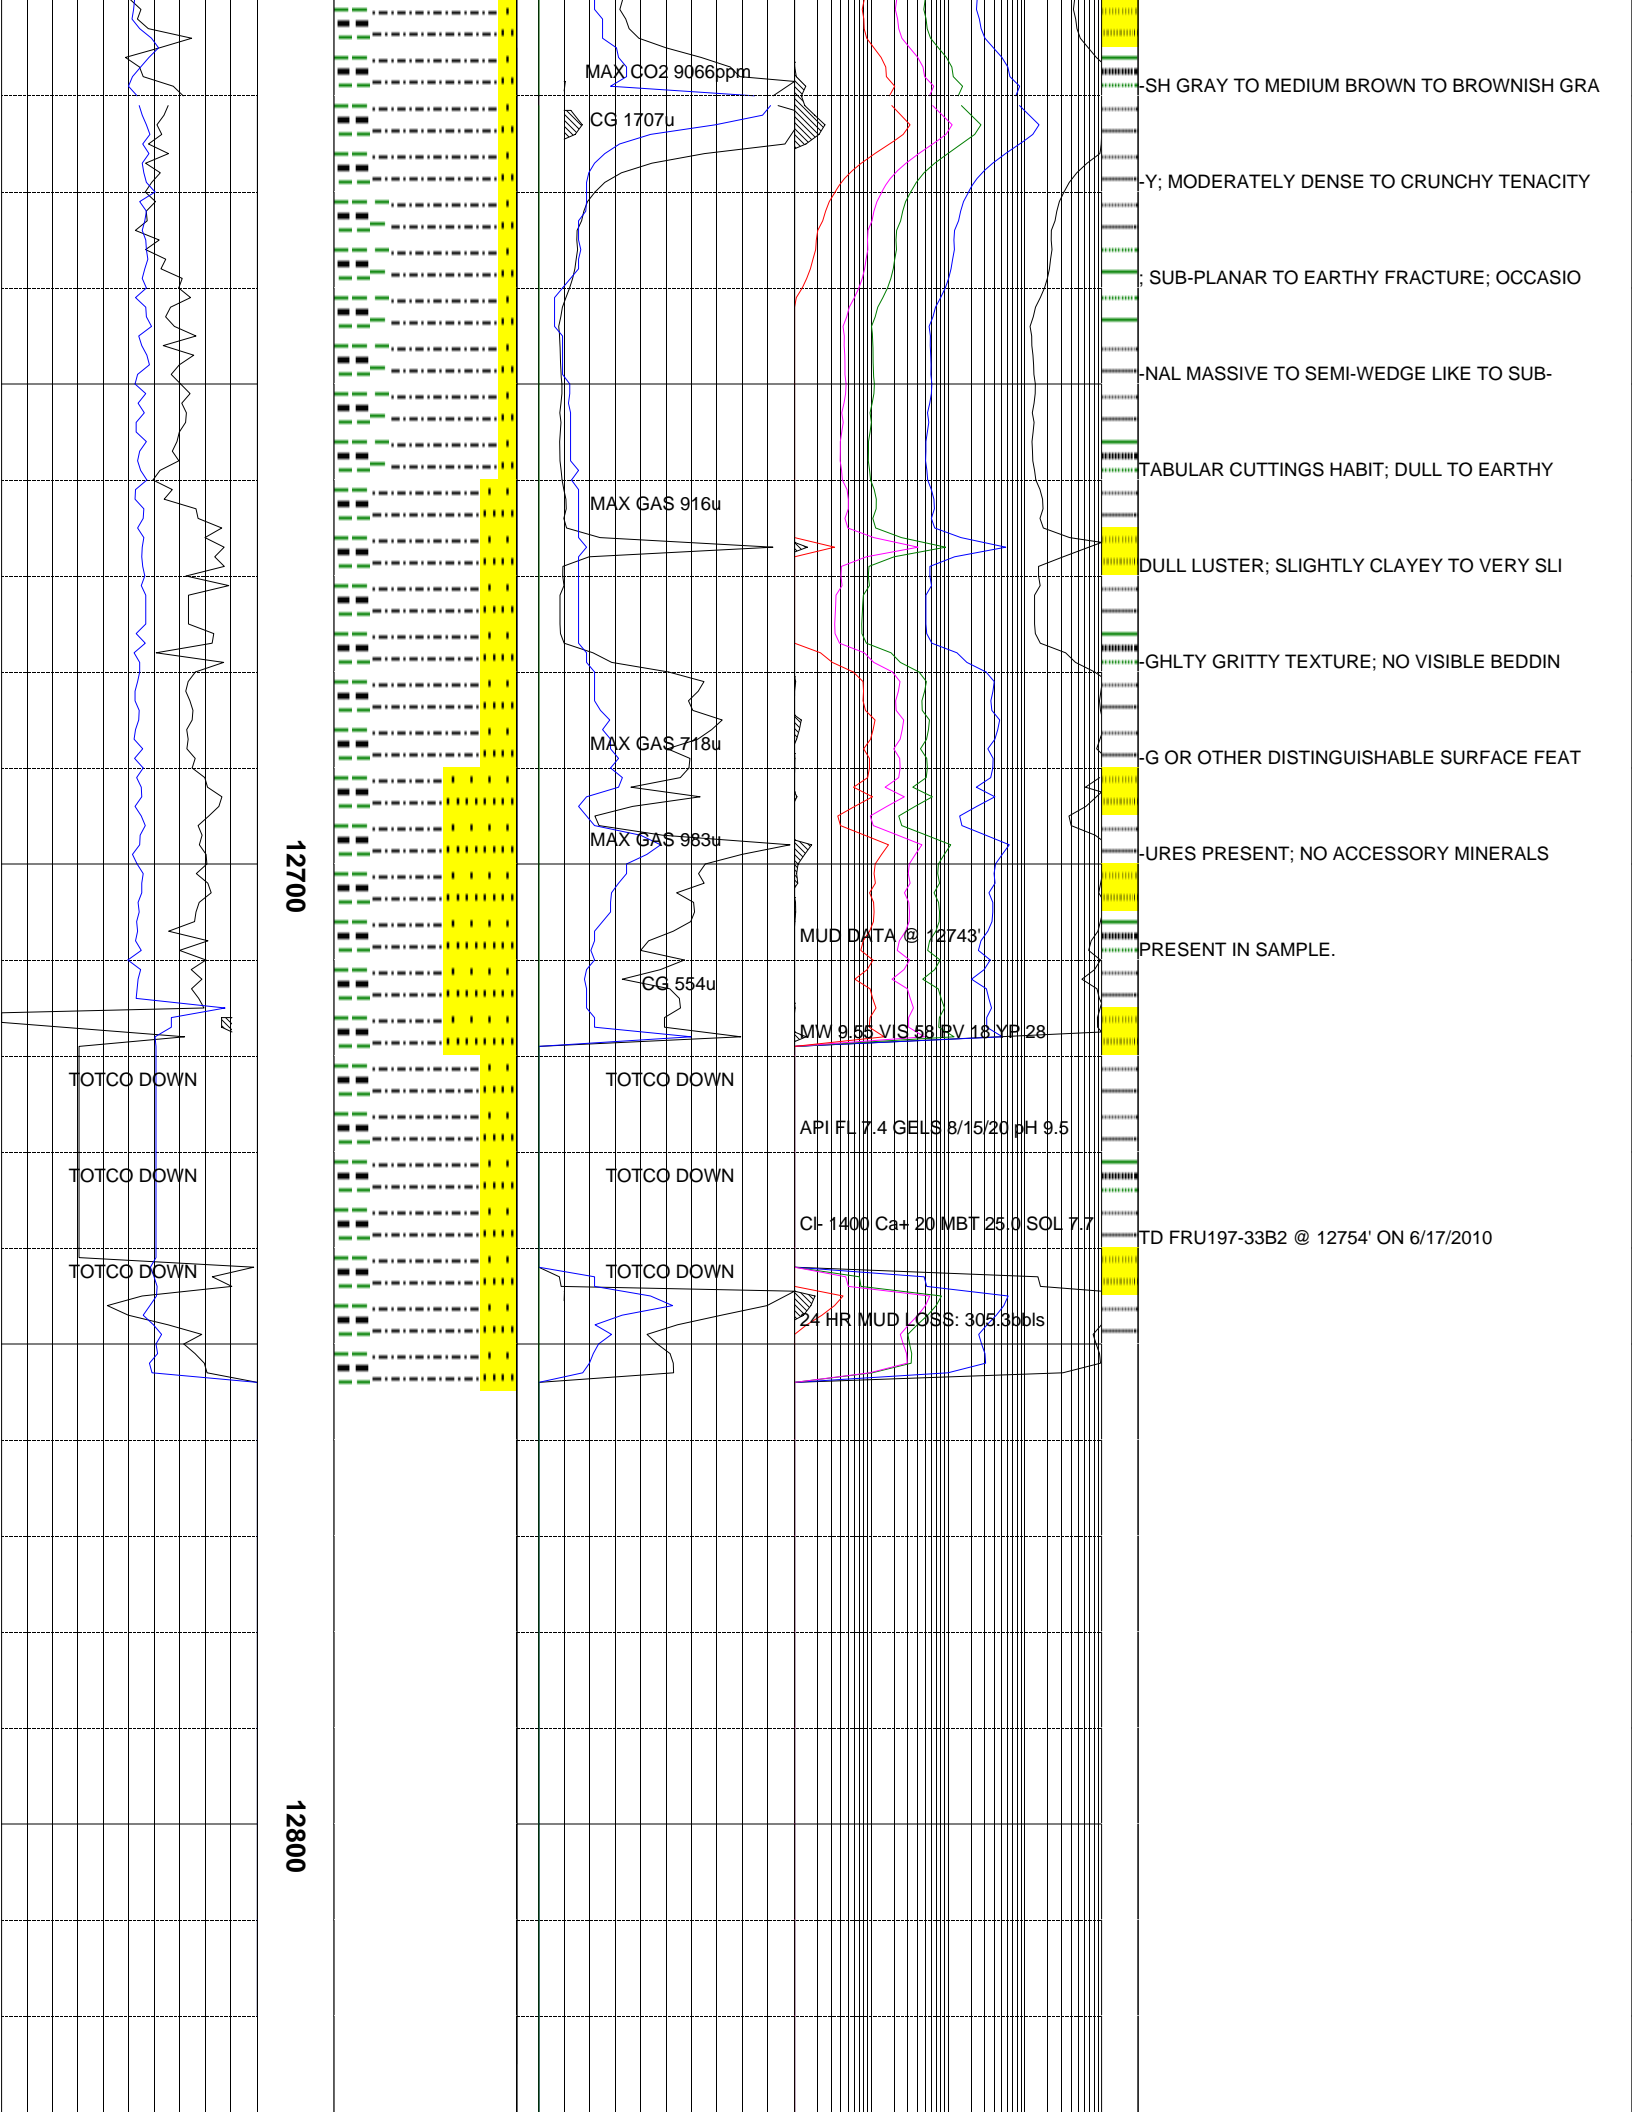 MAX CO2 9066ppm
-SH GRAY TO MEDIUM BROWN TO BROWNISH GRA
CG 1707u
-Y; MODERATELY DENSE TO CRUNCHY TENACITY
; SUB-PLANAR TO EARTHY FRACTURE; OCCASIO
-NAL MASSIVE TO SEMI-WEDGE LIKE TO SUB-
TABULAR CUTTINGS HABIT; DULL TO EARTHY
MAX GAS 916u
DULL LUSTER; SLIGHTLY CLAYEY TO VERY SLI
-GHLTY GRITTY TEXTURE; NO VISIBLE BEDDIN
MAX GAS 718u
-G OR OTHER DISTINGUISHABLE SURFACE FEAT
MAX GAS 983u
-URES PRESENT; NO ACCESSORY MINERALS
12700
MUD DATA @ 12743'
PRESENT IN SAMPLE.
CG 554u
MW 9.55 VIS 58 PV 18 YP 28
TOTCO DOWN
TOTCO DOWN
API FL 7.4 GELS 8/15/20 pH 9.5
TOTCO DOWN
TOTCO DOWN
Cl- 1400 Ca+ 20 MBT 25.0 SOL 7.7
TD FRU197-33B2 @ 12754' ON 6/17/2010
TOTCO DOWN
TOTCO DOWN
24 HR MUD LOSS: 305.3bbls
12800